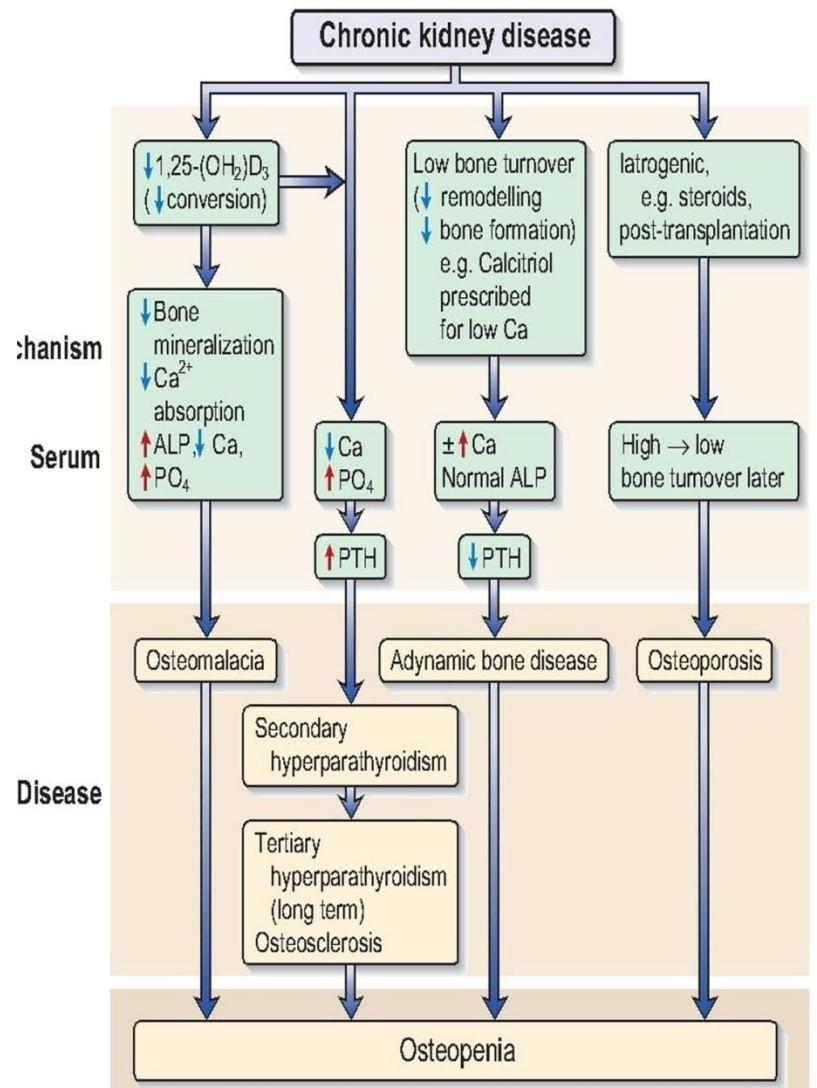 Chronic kidney disease
↓1,25-(OH₂)D₃
(↓conversion)
Low bone turnover
(↓ remodelling
↓ bone formation)
e.g. Calcitriol
prescribed
for low Ca
Iatrogenic,
e.g. steroids,
post-transplantation
chanism
↓Bone
mineralization
↓Ca²⁺
absorption
↑ALP,↓Ca,
↑PO₄
Serum
↓Ca
↑PO₄
±↑Ca
Normal ALP
High → low
bone turnover later
↑PTH
↓PTH
Disease
Osteomalacia
Adynamic bone disease
Osteoporosis
Secondary
hyperparathyroidism
Tertiary
hyperparathyroidism
(long term)
Osteosclerosis
Osteopenia